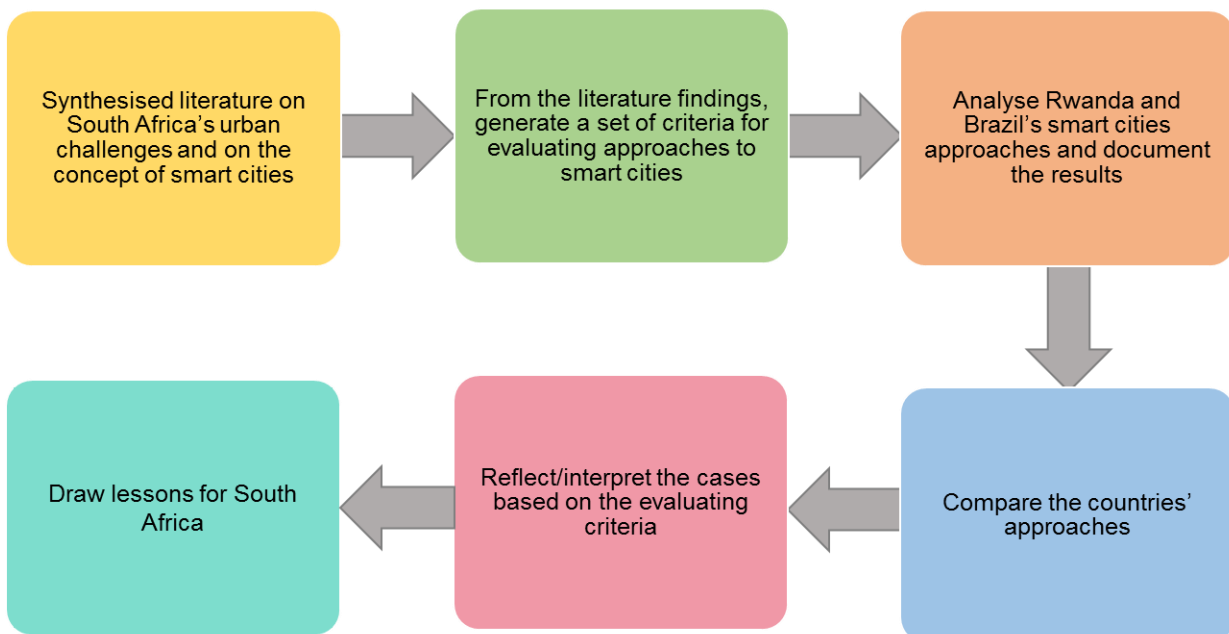 Synthesised literature on
South Africa's urban
challenges and on the
concept of smart cities
From the literature findings,
generate a set of criteria for
evaluating approaches to
smart cities
Analyse Rwanda and
Brazil's smart cities
approaches and document
the results
Compare the countries'
approaches
Reflect/interpret the cases
based on the evaluating
criteria
Draw lessons for South
Africa